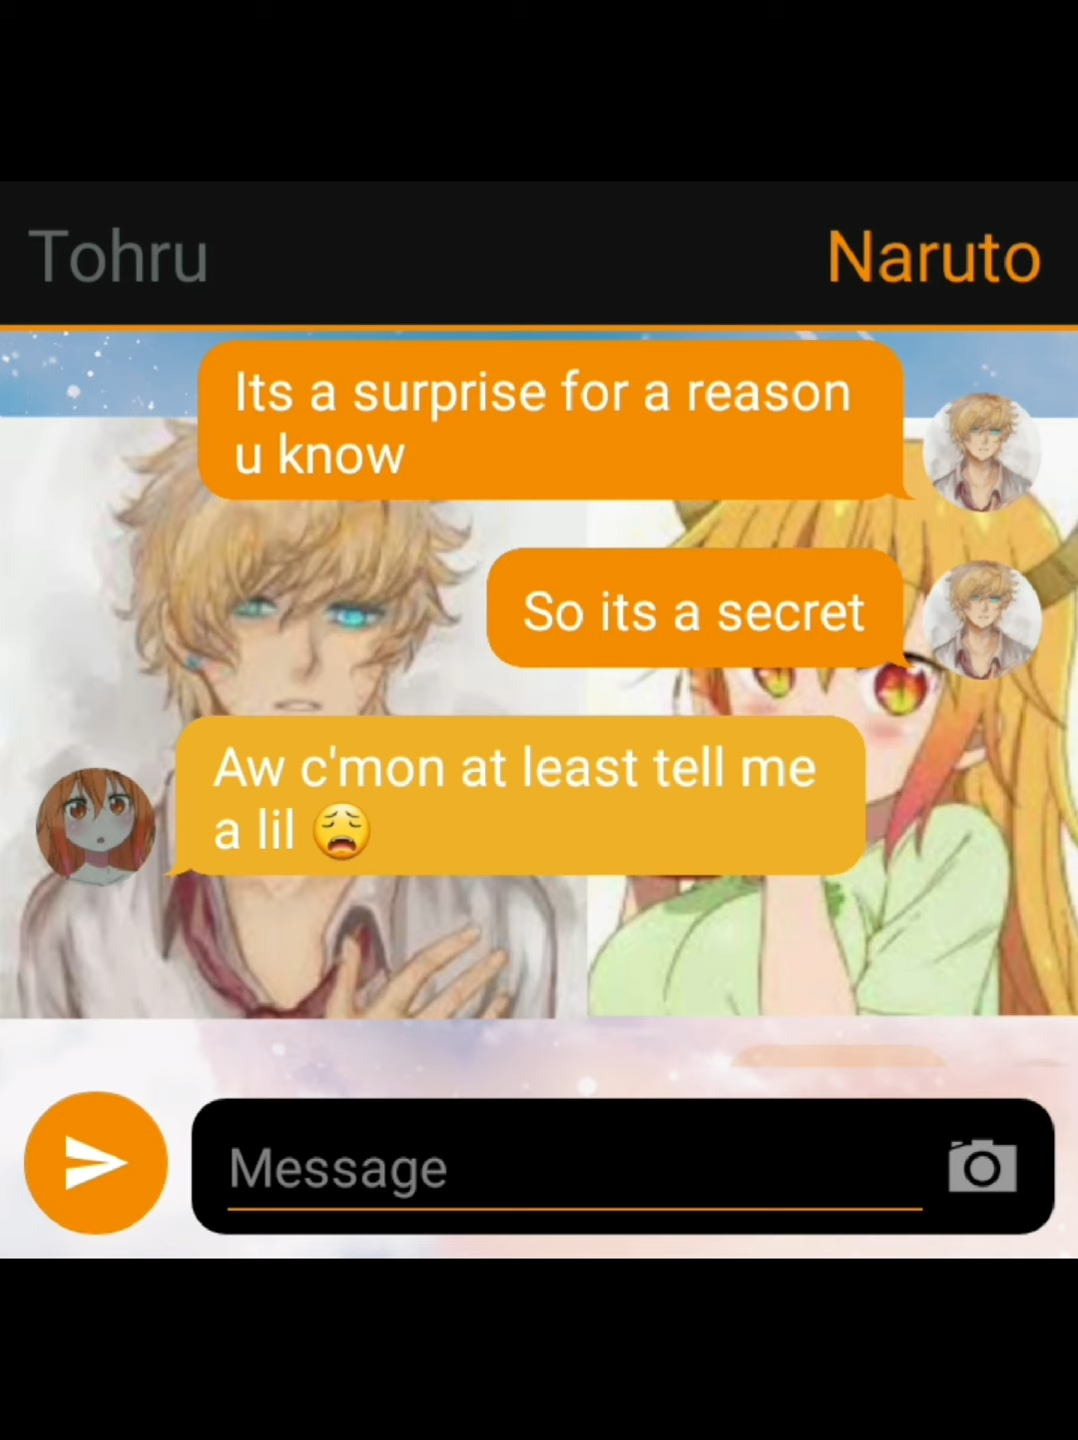 Tohru
Naruto
Its a surprise for a reason
u know
So its a secret
Aw c'mon at least tell me
a lil 😩
Message